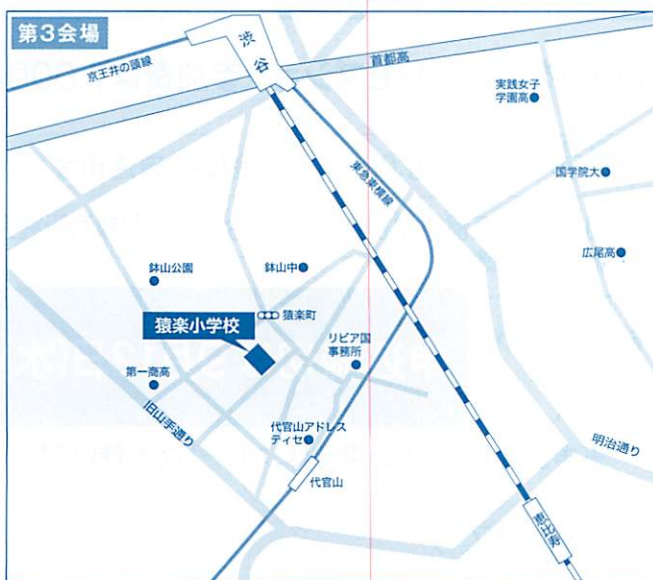 第3会場
渋谷
京王井の頭線
首都高
実践女子
学園高
東急東横線
国学院大
広尾高
鉢山公園
鉢山中
猿楽町
猿楽小学校
リビア国
事務所
第一商高
旧山手通り
代官山アドレス
ディセ
代官山
明治通り
恵比寿